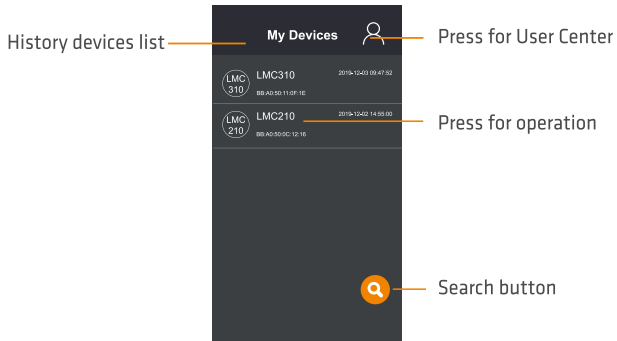 History devices list
My Devices
Press for User Center
LMC
310
LMC310
2019-12-03 09:47:52
BB:A0:50:11:0F:1E
LMC
210
LMC210
2019-12-02 14:55:00
BB:A0:50:0C:12:16
Press for operation
Search button